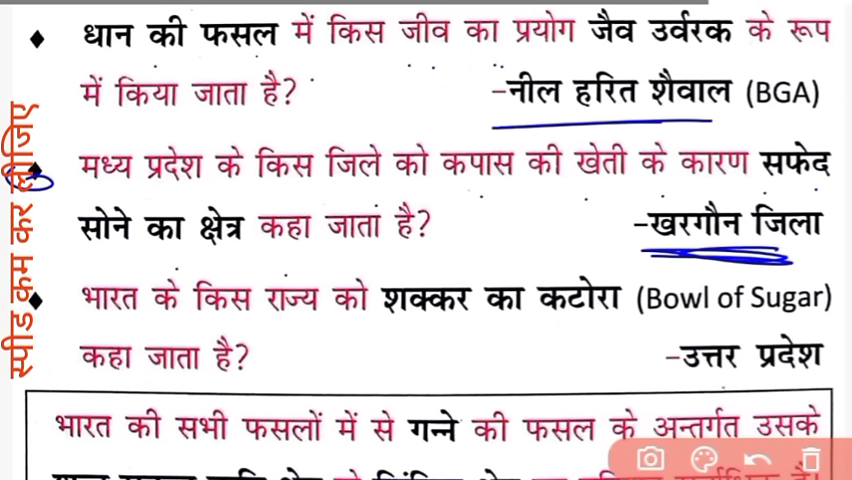 धान की फसल में किस जीव का प्रयोग जैव उर्वरक के रूप
में किया जाता है? -नील हरित शैवाल (BGA)
मध्य प्रदेश के किस जिले को कपास की खेती के कारण सफेद
सोने का क्षेत्र कहा जाता है? -खरगौन जिला
भारत के किस राज्य को शक्कर का कटोरा (Bowl of Sugar)
कहा जाता है? -उत्तर प्रदेश
भारत की सभी फसलों में से गन्ने की फसल के अन्तर्गत उसके
स्पीड कम कर लीजिए